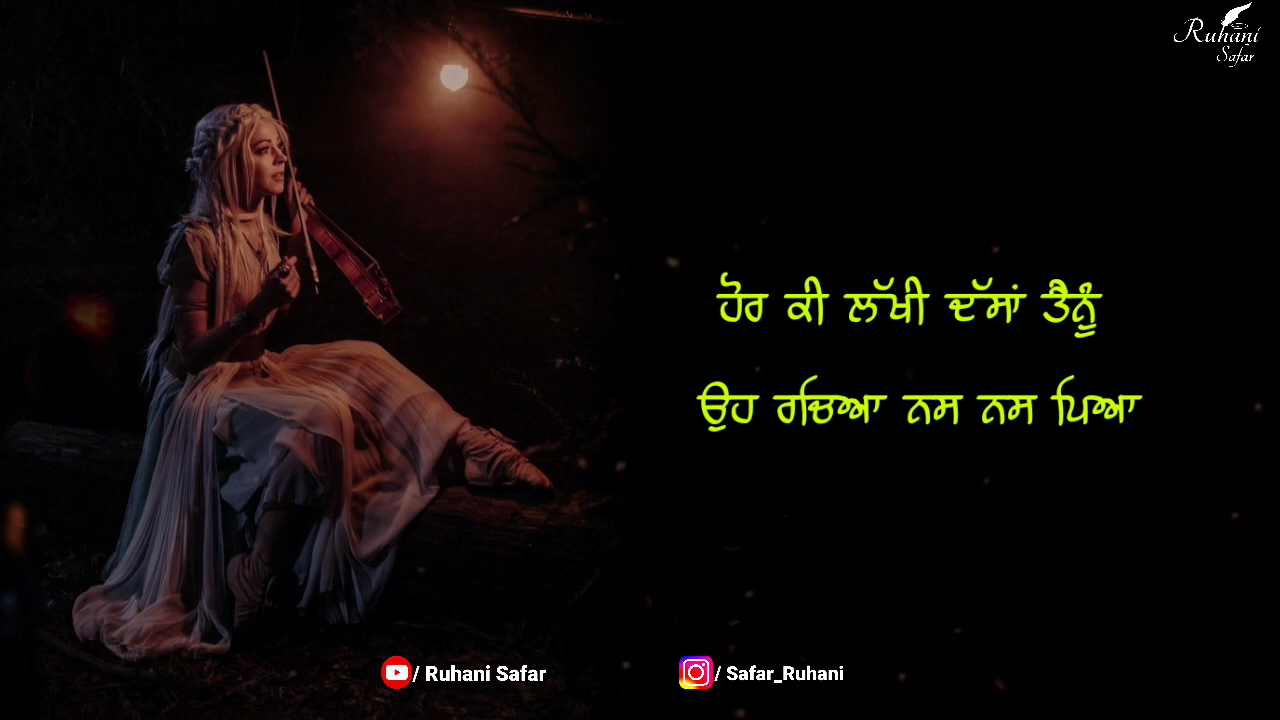 Ruhani
Safar
ਹੋਰ ਕੀ ਲੱਖੀ ਦੱਸਾਂ ਤੈਨੂੰ
ਉਹ ਰਚਿਆ ਨਸ ਨਸ ਪਿਆ
/ Ruhani Safar
/ Safar_Ruhani